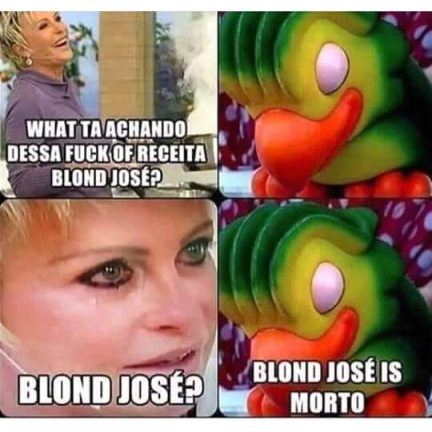 WHAT TA ACHANDO
DESSA FUCK OF RECEITA
BLOND JOSÉ?
BLOND JOSÉ?
BLOND JOSÉ IS
MORTO